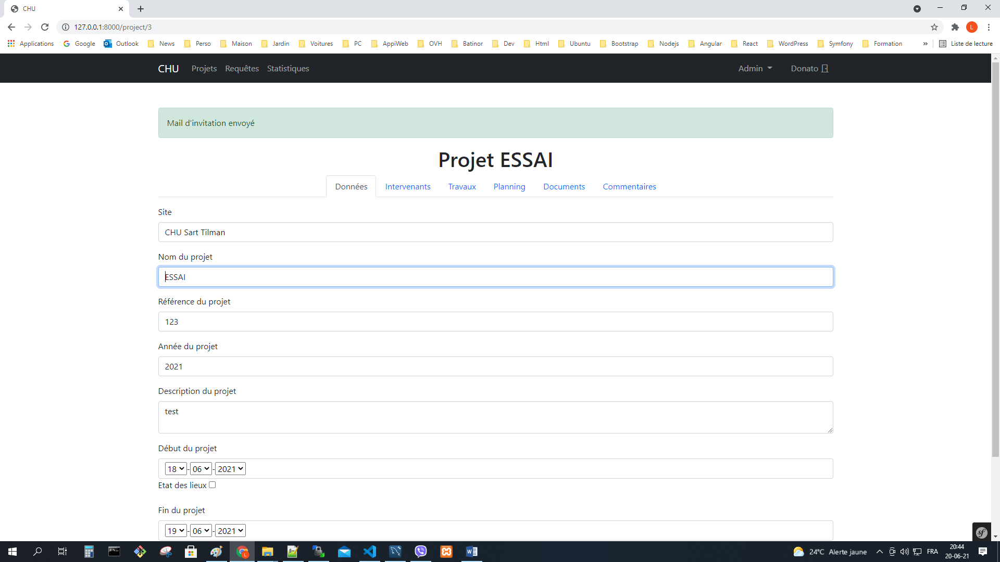 CHU
127.0.0.1:8000/project/3
L
Applications Google Outlook News Perso Maison Jardin Voitures PC AppiWeb OVH Batinor Dev Html Ubuntu Bootstrap Nodejs Angular React WordPress Symfony Formation » Liste de lecture
CHU Projets Requêtes Statistiques Admin Donato
Mail d'invitation envoyé
Projet ESSAI
Données Intervenants Travaux Planning Documents Commentaires
Site
CHU Sart Tilman
Nom du projet
ESSAI
Référence du projet
123
Année du projet
2021
Description du projet
test
Début du projet
18-06-2021
Etat des lieux
Fin du projet
19-06-2021
sf
24°C Alerte jaune FRA 20:44
20-06-21